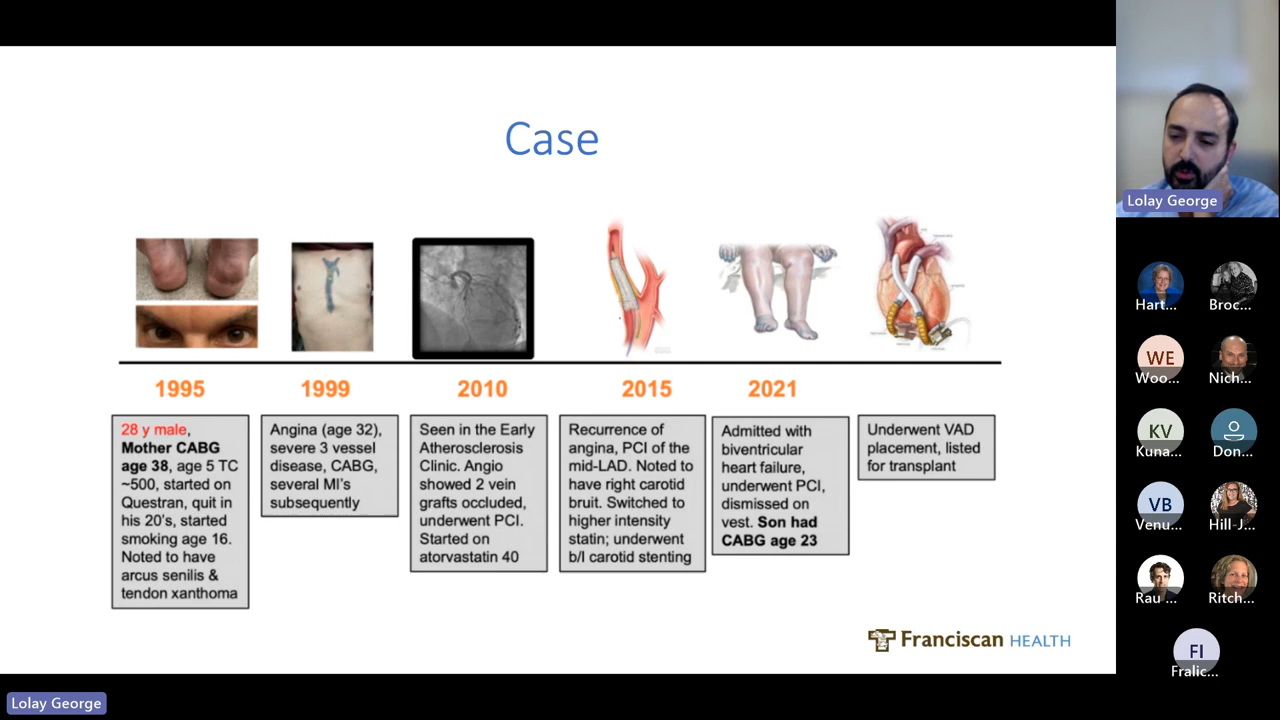 Case
1995
1999
2010
2015
2021
28 y male,
Mother CABG
age 38, age 5 TC
~500, started on
Questran, quit in
his 20's, started
smoking age 16.
Noted to have
arcus senilis &
tendon xanthoma
Angina (age 32),
severe 3 vessel
disease, CABG,
several MI's
subsequently
Seen in the Early
Atherosclerosis
Clinic. Angio
showed 2 vein
grafts occluded,
underwent PCI.
Started on
atorvastatin 40
Recurrence of
angina, PCI of the
mid-LAD. Noted to
have right carotid
bruit. Switched to
higher intensity
statin; underwent
b/l carotid stenting
Admitted with
biventricular
heart failure,
underwent PCI,
dismissed on
vest. Son had
CABG age 23
Underwent VAD
placement, listed
for transplant
Franciscan HEALTH
Lolay George
Hart...
Broc...
WE
Woo...
Nich...
KV
Kuna...
Don...
VB
Venu...
Hill-J...
Rau ...
Ritch...
FI
Fralic...
Lolay George